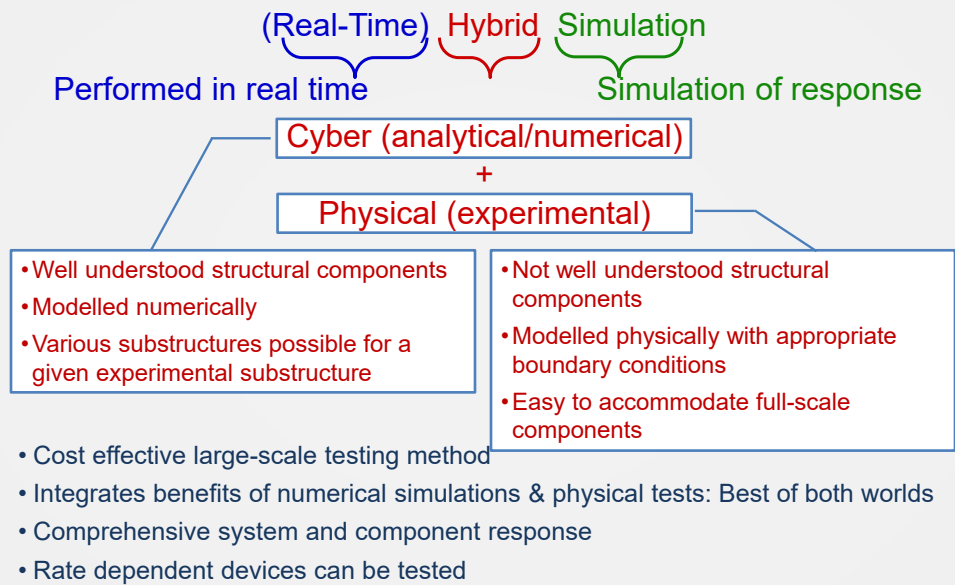 (Real-Time) Hybrid Simulation
Performed in real time
Simulation of response
Cyber (analytical/numerical)
+
Physical (experimental)
•Well understood structural components
•Modelled numerically
•Various substructures possible for a
given experimental substructure
•Not well understood structural
components
•Modelled physically with appropriate
boundary conditions
•Easy to accommodate full-scale
components
• Cost effective large-scale testing method
• Integrates benefits of numerical simulations & physical tests: Best of both worlds
• Comprehensive system and component response
• Rate dependent devices can be tested